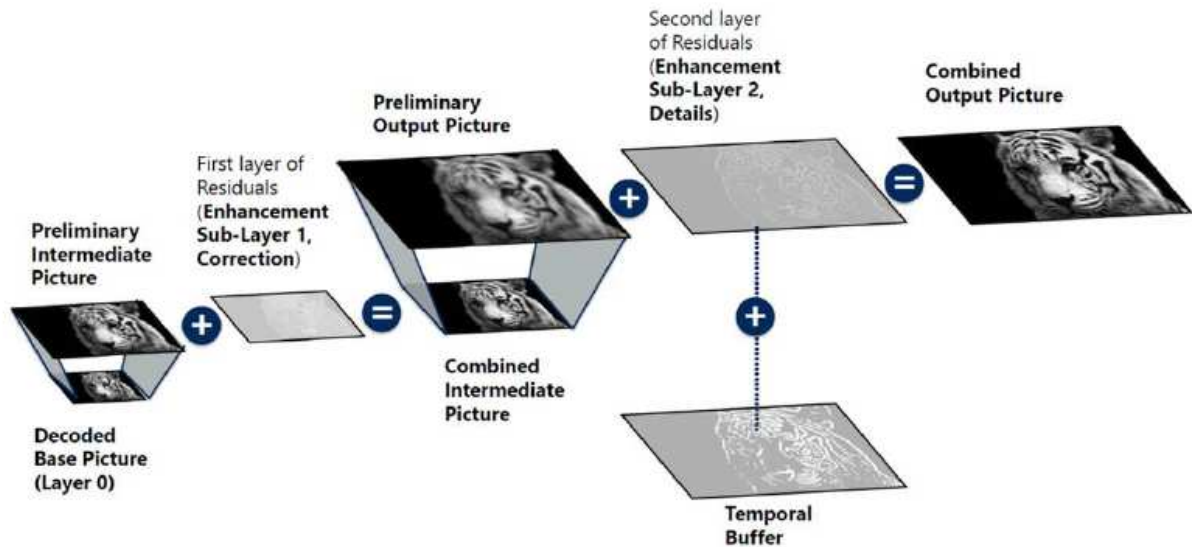 Preliminary
Intermediate
Picture
Decoded
Base Picture
(Layer 0)
+
First layer of
Residuals
(Enhancement
Sub-Layer 1,
Correction)
=
Preliminary
Output Picture
Combined
Intermediate
Picture
+
Second layer
of Residuals
(Enhancement
Sub-Layer 2,
Details)
+
Temporal
Buffer
=
Combined
Output Picture